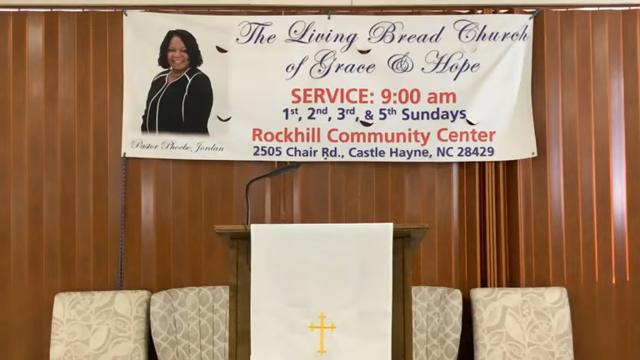 The Living Bread Church
of Grace & Hope
SERVICE: 9:00 am
1st, 2nd, 3rd, & 5th Sundays
Rockhill Community Center
2505 Chair Rd., Castle Hayne, NC 28429
Pastor Phoebe Jordan